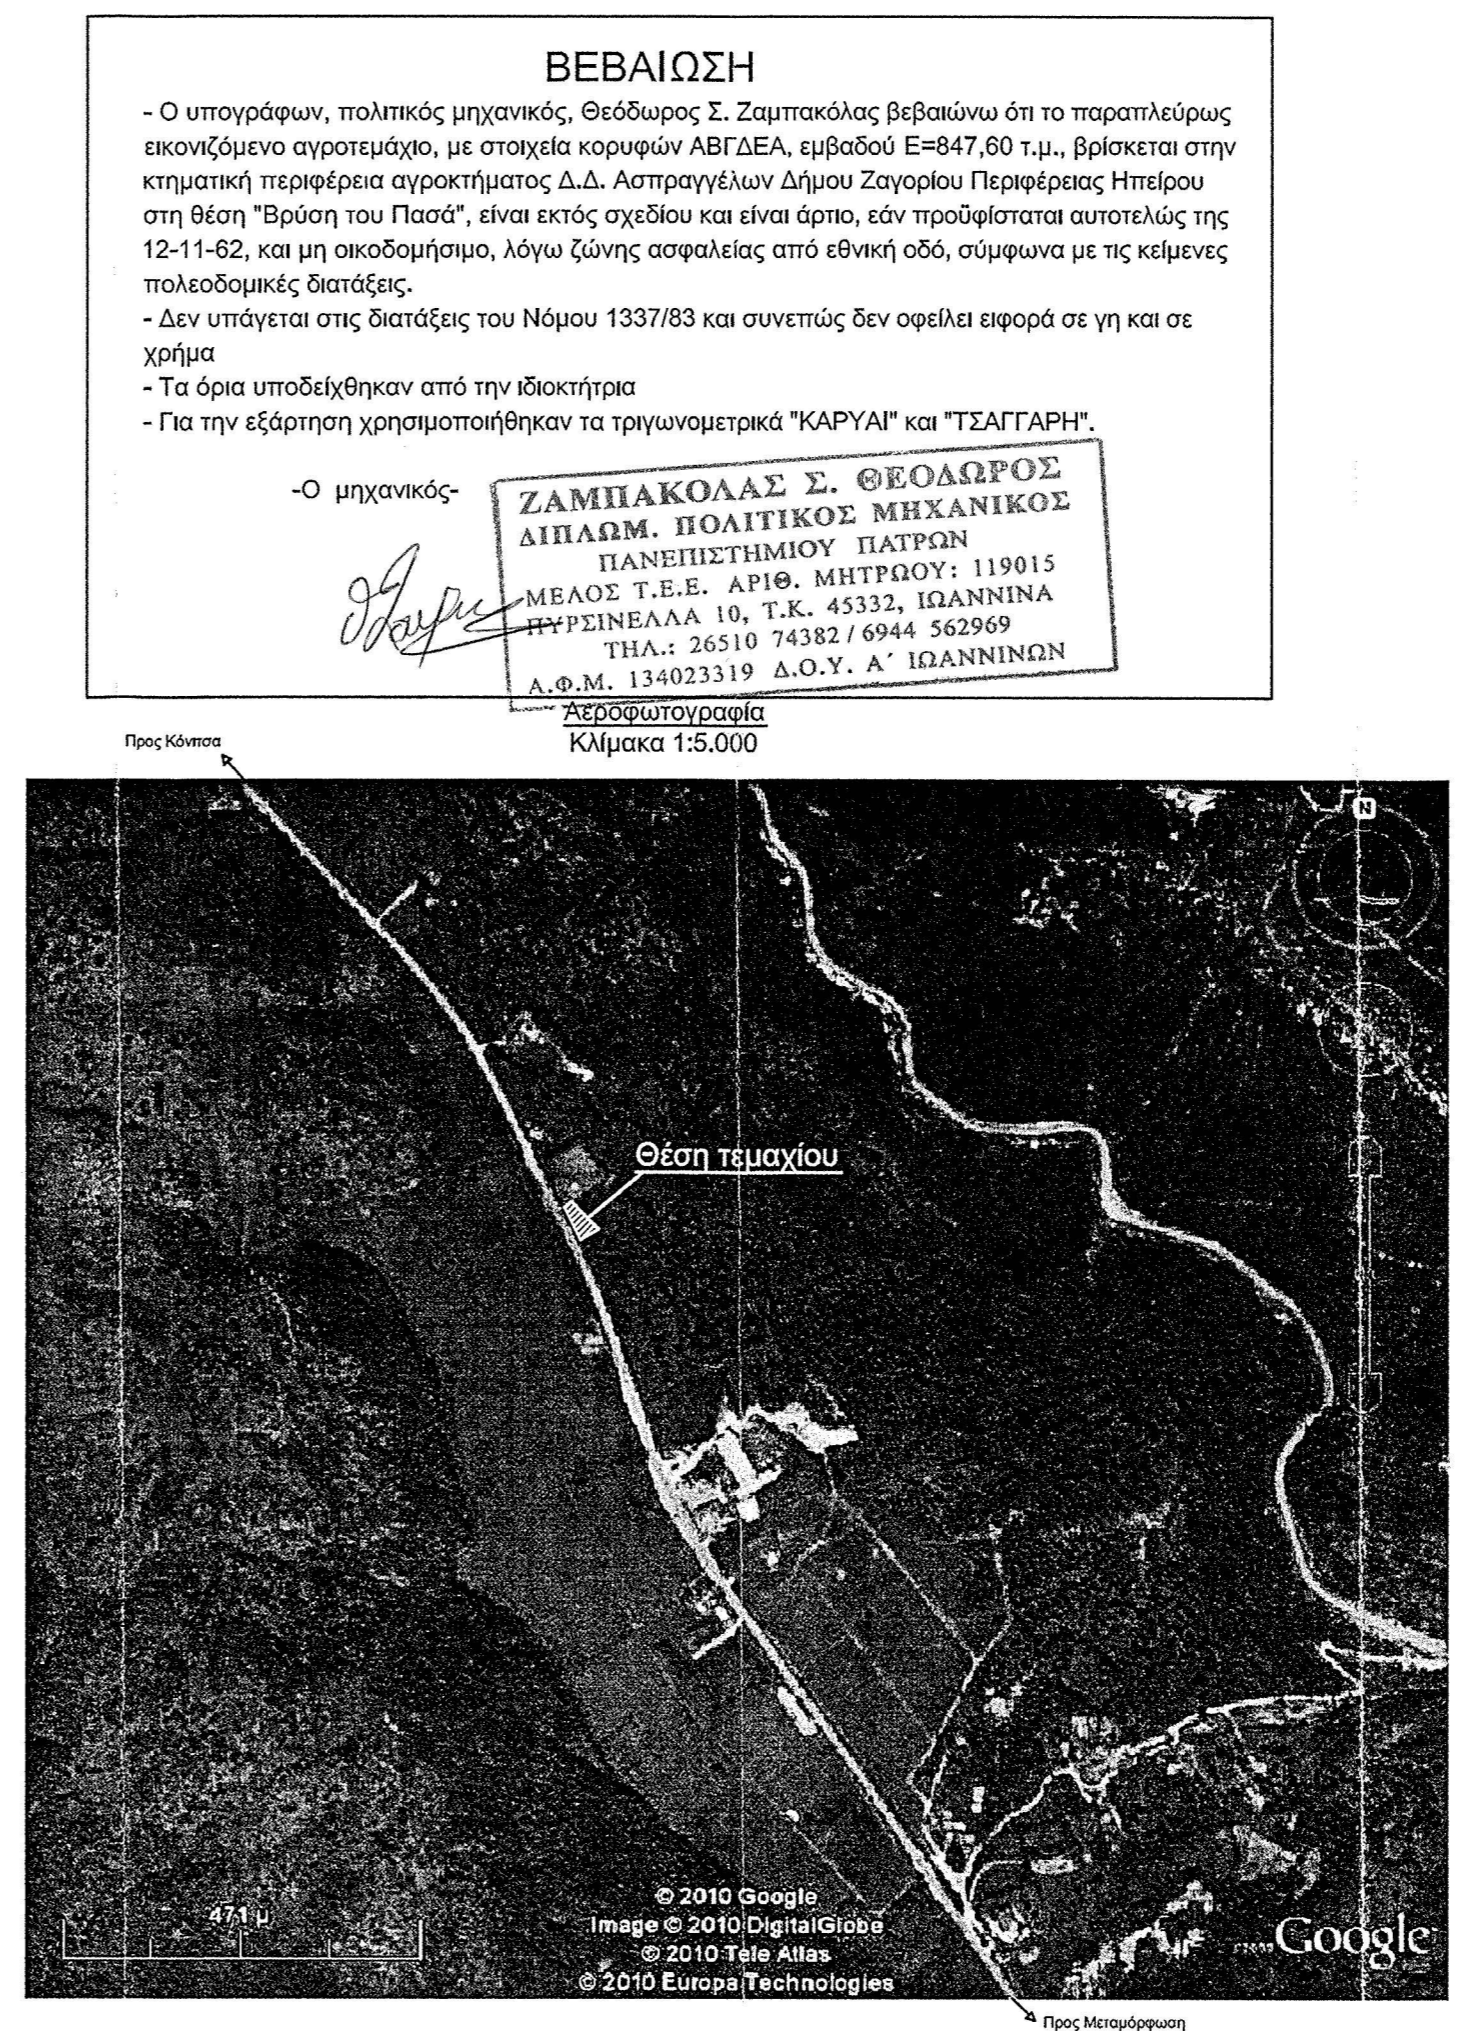 ΒΕΒΑΙΩΣΗ
- Ο υπογράφων, πολιτικός μηχανικός, Θεόδωρος Σ. Ζαμπακόλας βεβαιώνω ότι το παραπλεύρως
εικονιζόμενο αγροτεμάχιο, με στοιχεία κορυφών ΑΒΓΔΕΑ, εμβαδού Ε=847,60 τ.μ., βρίσκεται στην
κτηματική περιφέρεια αγροκτήματος Δ.Δ. Ασπραγγέλων Δήμου Ζαγορίου Περιφέρειας Ηπείρου
στη θέση "Βρύση του Πασά", είναι εκτός σχεδίου και είναι άρτιο, εάν προϋφίσταται αυτοτελώς της
12-11-62, και μη οικοδομήσιμο, λόγω ζώνης ασφαλείας από εθνική οδό, σύμφωνα με τις κείμενες
πολεοδομικές διατάξεις.
- Δεν υπάγεται στις διατάξεις του Νόμου 1337/83 και συνεπώς δεν οφείλει ειφορά σε γη και σε
χρήμα
- Τα όρια υποδείχθηκαν από την ιδιοκτήτρια
- Για την εξάρτηση χρησιμοποιήθηκαν τα τριγωνομετρικά "ΚΑΡΥΑΙ" και "ΤΣΑΓΓΑΡΗ".
-Ο μηχανικός-
ΖΑΜΠΑΚΟΛΑΣ Σ. ΘΕΟΔΩΡΟΣ
ΔΙΠΛΩΜ. ΠΟΛΙΤΙΚΟΣ ΜΗΧΑΝΙΚΟΣ
ΠΑΝΕΠΙΣΤΗΜΙΟΥ ΠΑΤΡΩΝ
ΜΕΛΟΣ Τ.Ε.Ε. ΑΡΙΘ. ΜΗΤΡΩΟΥ: 119015
ΠΥΡΣΙΝΕΛΛΑ 10, Τ.Κ. 45332, ΙΩΑΝΝΙΝΑ
ΤΗΛ.: 26510 74382 / 6944 562969
Α.Φ.Μ. 134023319 Δ.Ο.Υ. Α΄ ΙΩΑΝΝΙΝΩΝ
Αεροφωτογραφία
Κλίμακα 1:5.000
Προς Κόνιτσα
N
Θέση τεμαχίου
471 μ
© 2010 Google
Image © 2010 DigitalGlobe
© 2010 Tele Atlas
© 2010 Europa Technologies
Google
Προς Μεταμόρφωση